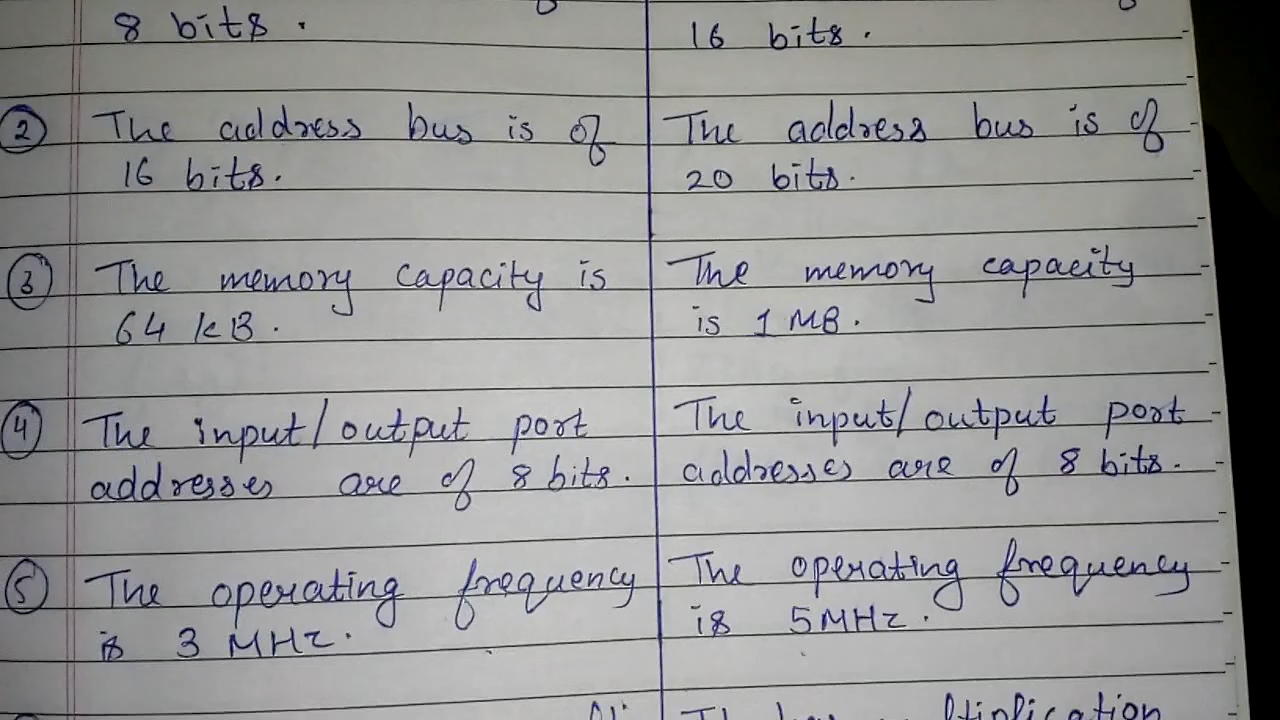 8 bits.
16 bits.
2 The address bus is of
16 bits.
The address bus is of
20 bits.
3 The memory capacity is
64 kB.
The memory capacity
is 1 MB.
4 The input/output port
addresses are of 8 bits.
The input/output port
addresses are of 8 bits.
5 The operating frequency
is 3 MHz.
The operating frequency
is 5MHz.